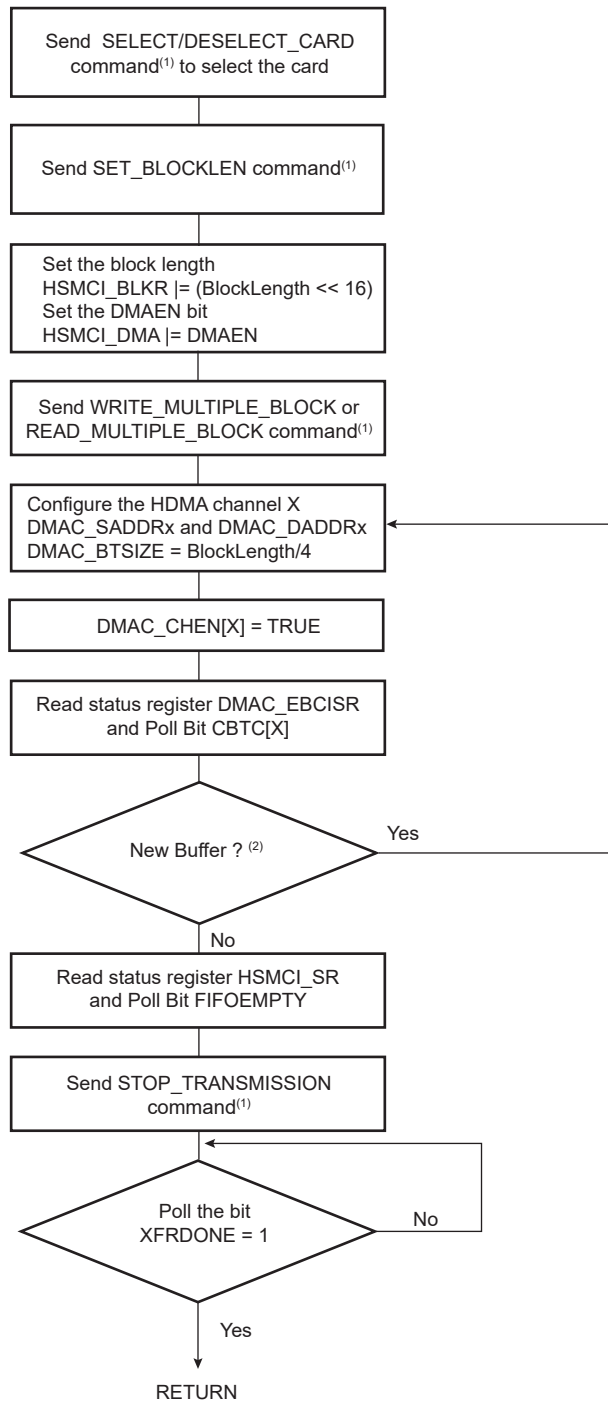 Send SELECT/DESELECT_CARD
command(1) to select the card
Send SET_BLOCKLEN command(1)
Set the block length
HSMCI_BLKR |= (BlockLength << 16)
Set the DMAEN bit
HSMCI_DMA |= DMAEN
Send WRITE_MULTIPLE_BLOCK or
READ_MULTIPLE_BLOCK command(1)
Configure the HDMA channel X
DMAC_SADDRx and DMAC_DADDRx
DMAC_BTSIZE = BlockLength/4
DMAC_CHEN[X] = TRUE
Read status register DMAC_EBCISR
and Poll Bit CBTC[X]
New Buffer ? (2)
Yes
No
Read status register HSMCI_SR
and Poll Bit FIFOEMPTY
Send STOP_TRANSMISSION
command(1)
Poll the bit
XFRDONE = 1
No
Yes
RETURN